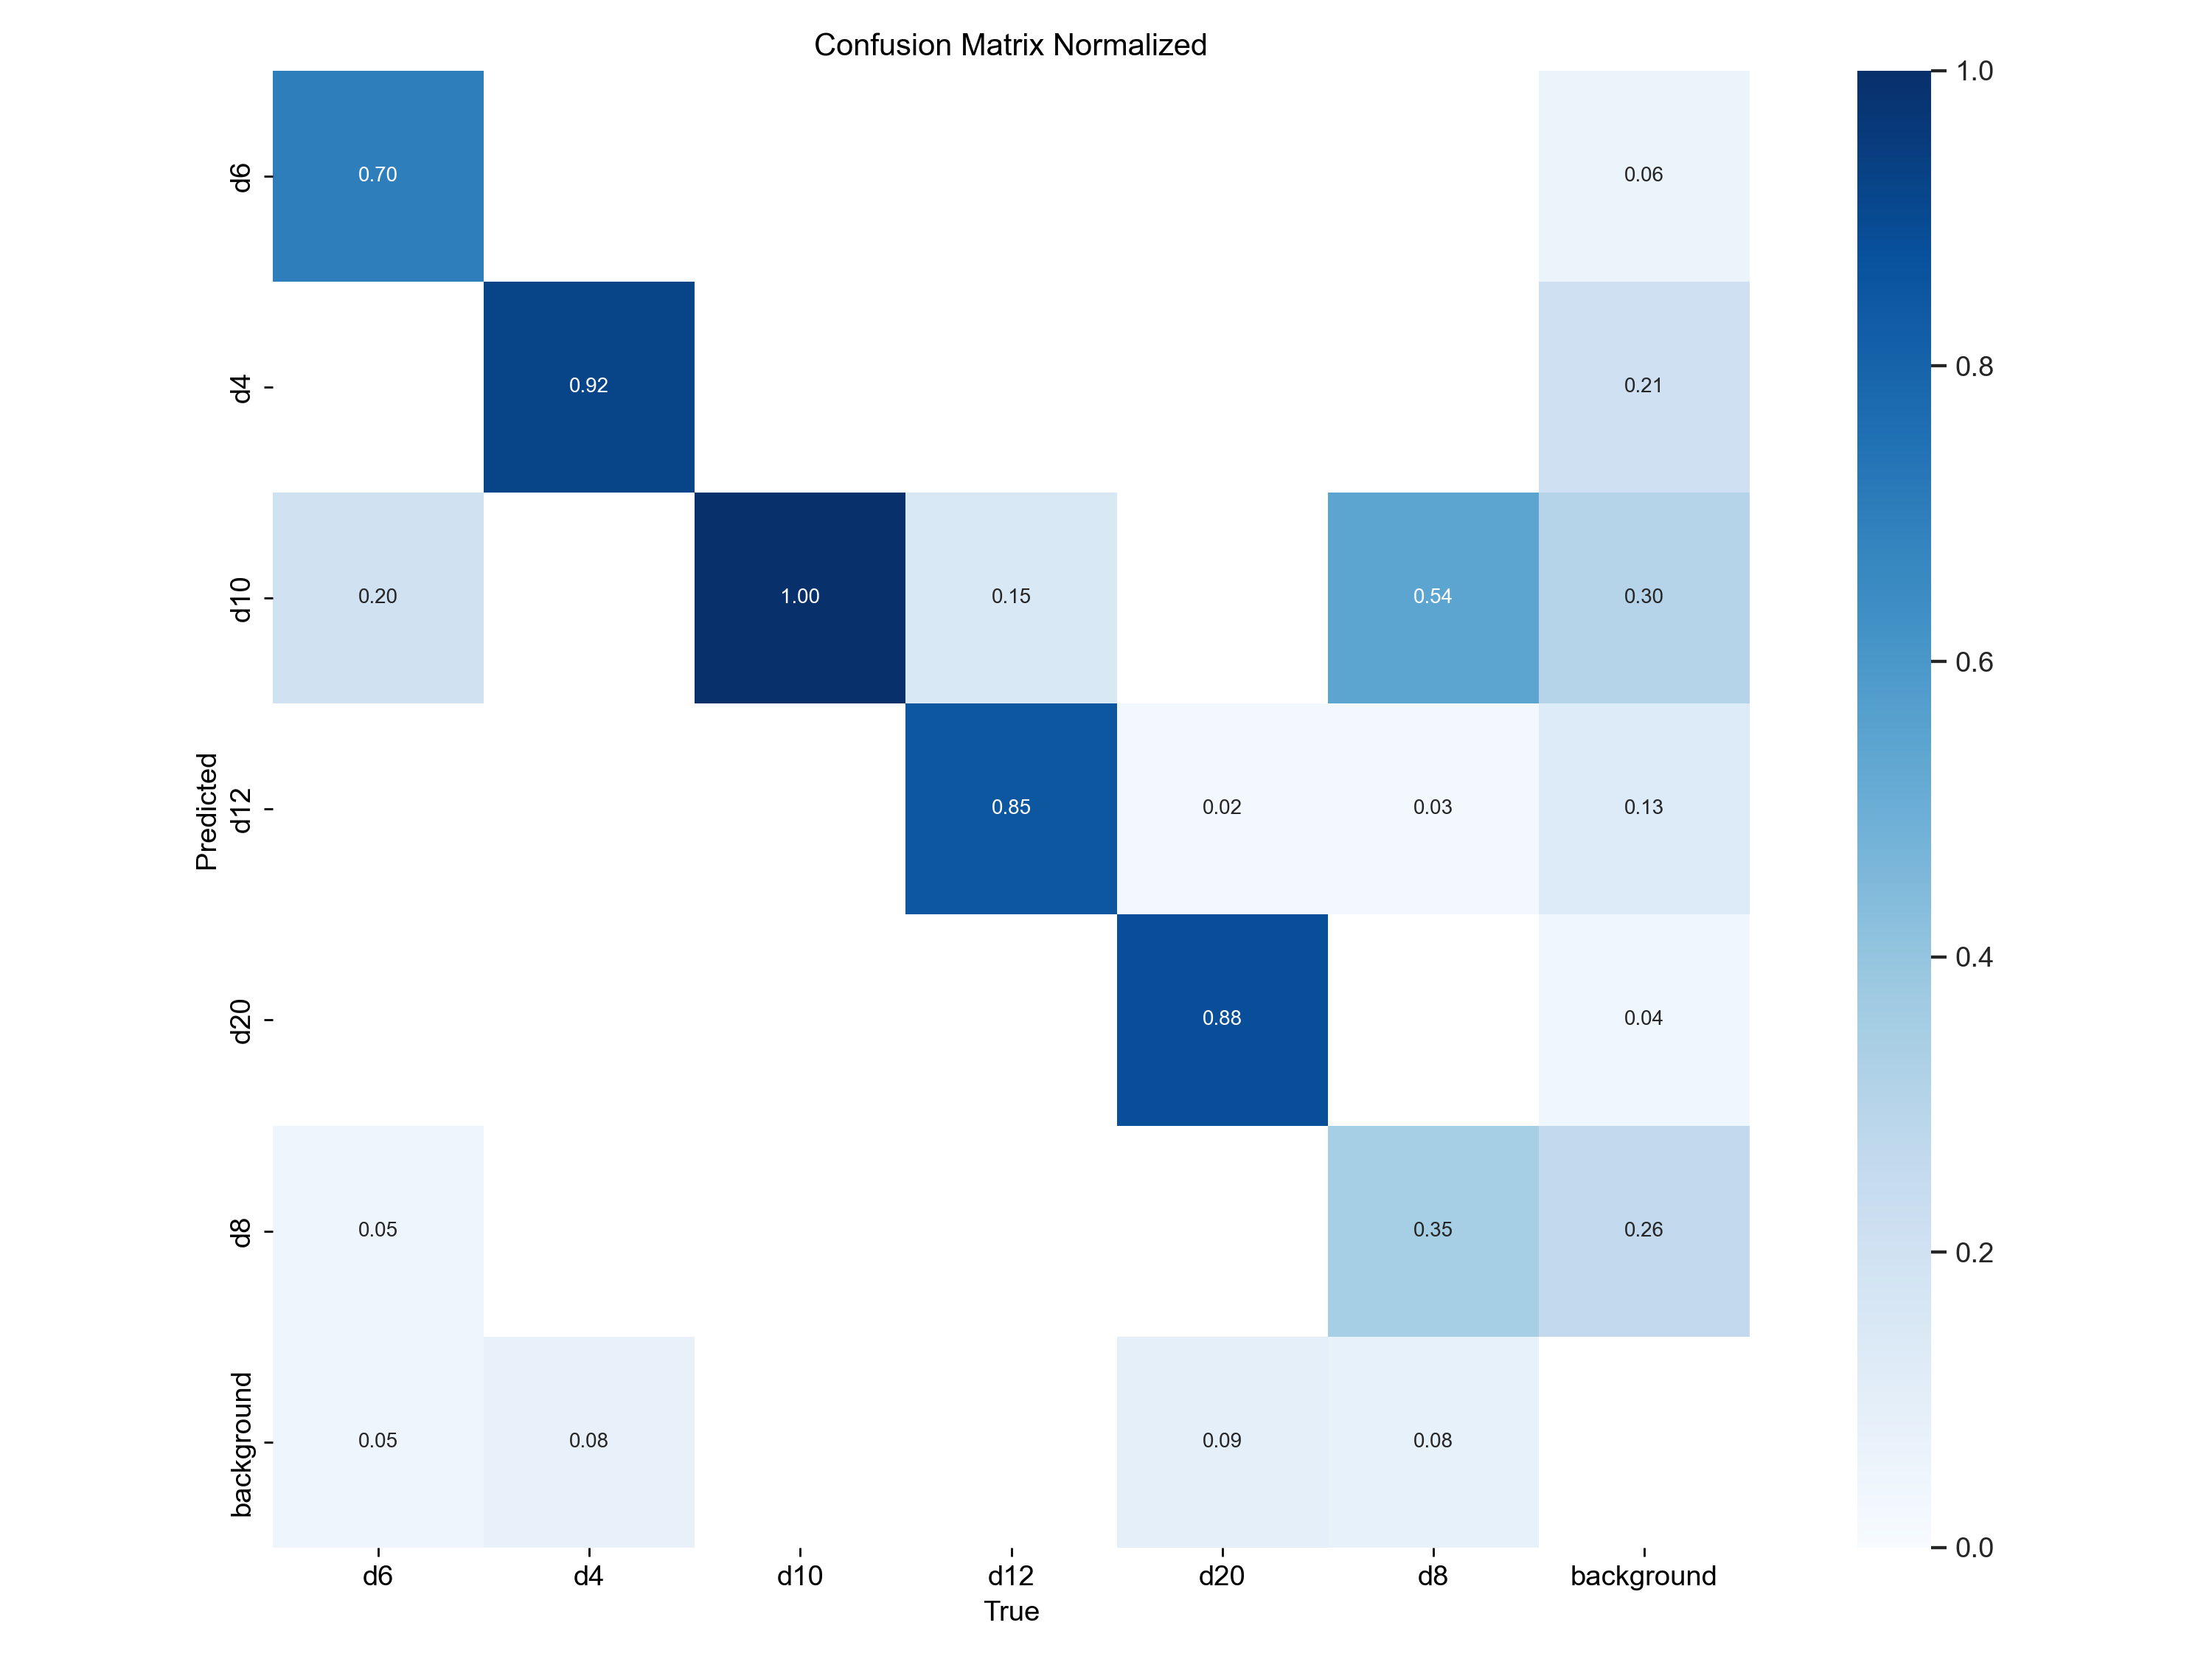 Confusion Matrix Normalized
1.0
d6
0.70
0.06
0.8
d4
0.92
0.21
0.6
d10
0.20
1.00
0.15
0.54
0.30
Predicted
d12
0.85
0.02
0.03
0.13
0.4
d20
0.88
0.04
0.2
d8
0.05
0.35
0.26
background
0.05
0.08
0.09
0.08
0.0
d6
d4
d10
d12
d20
d8
background
True